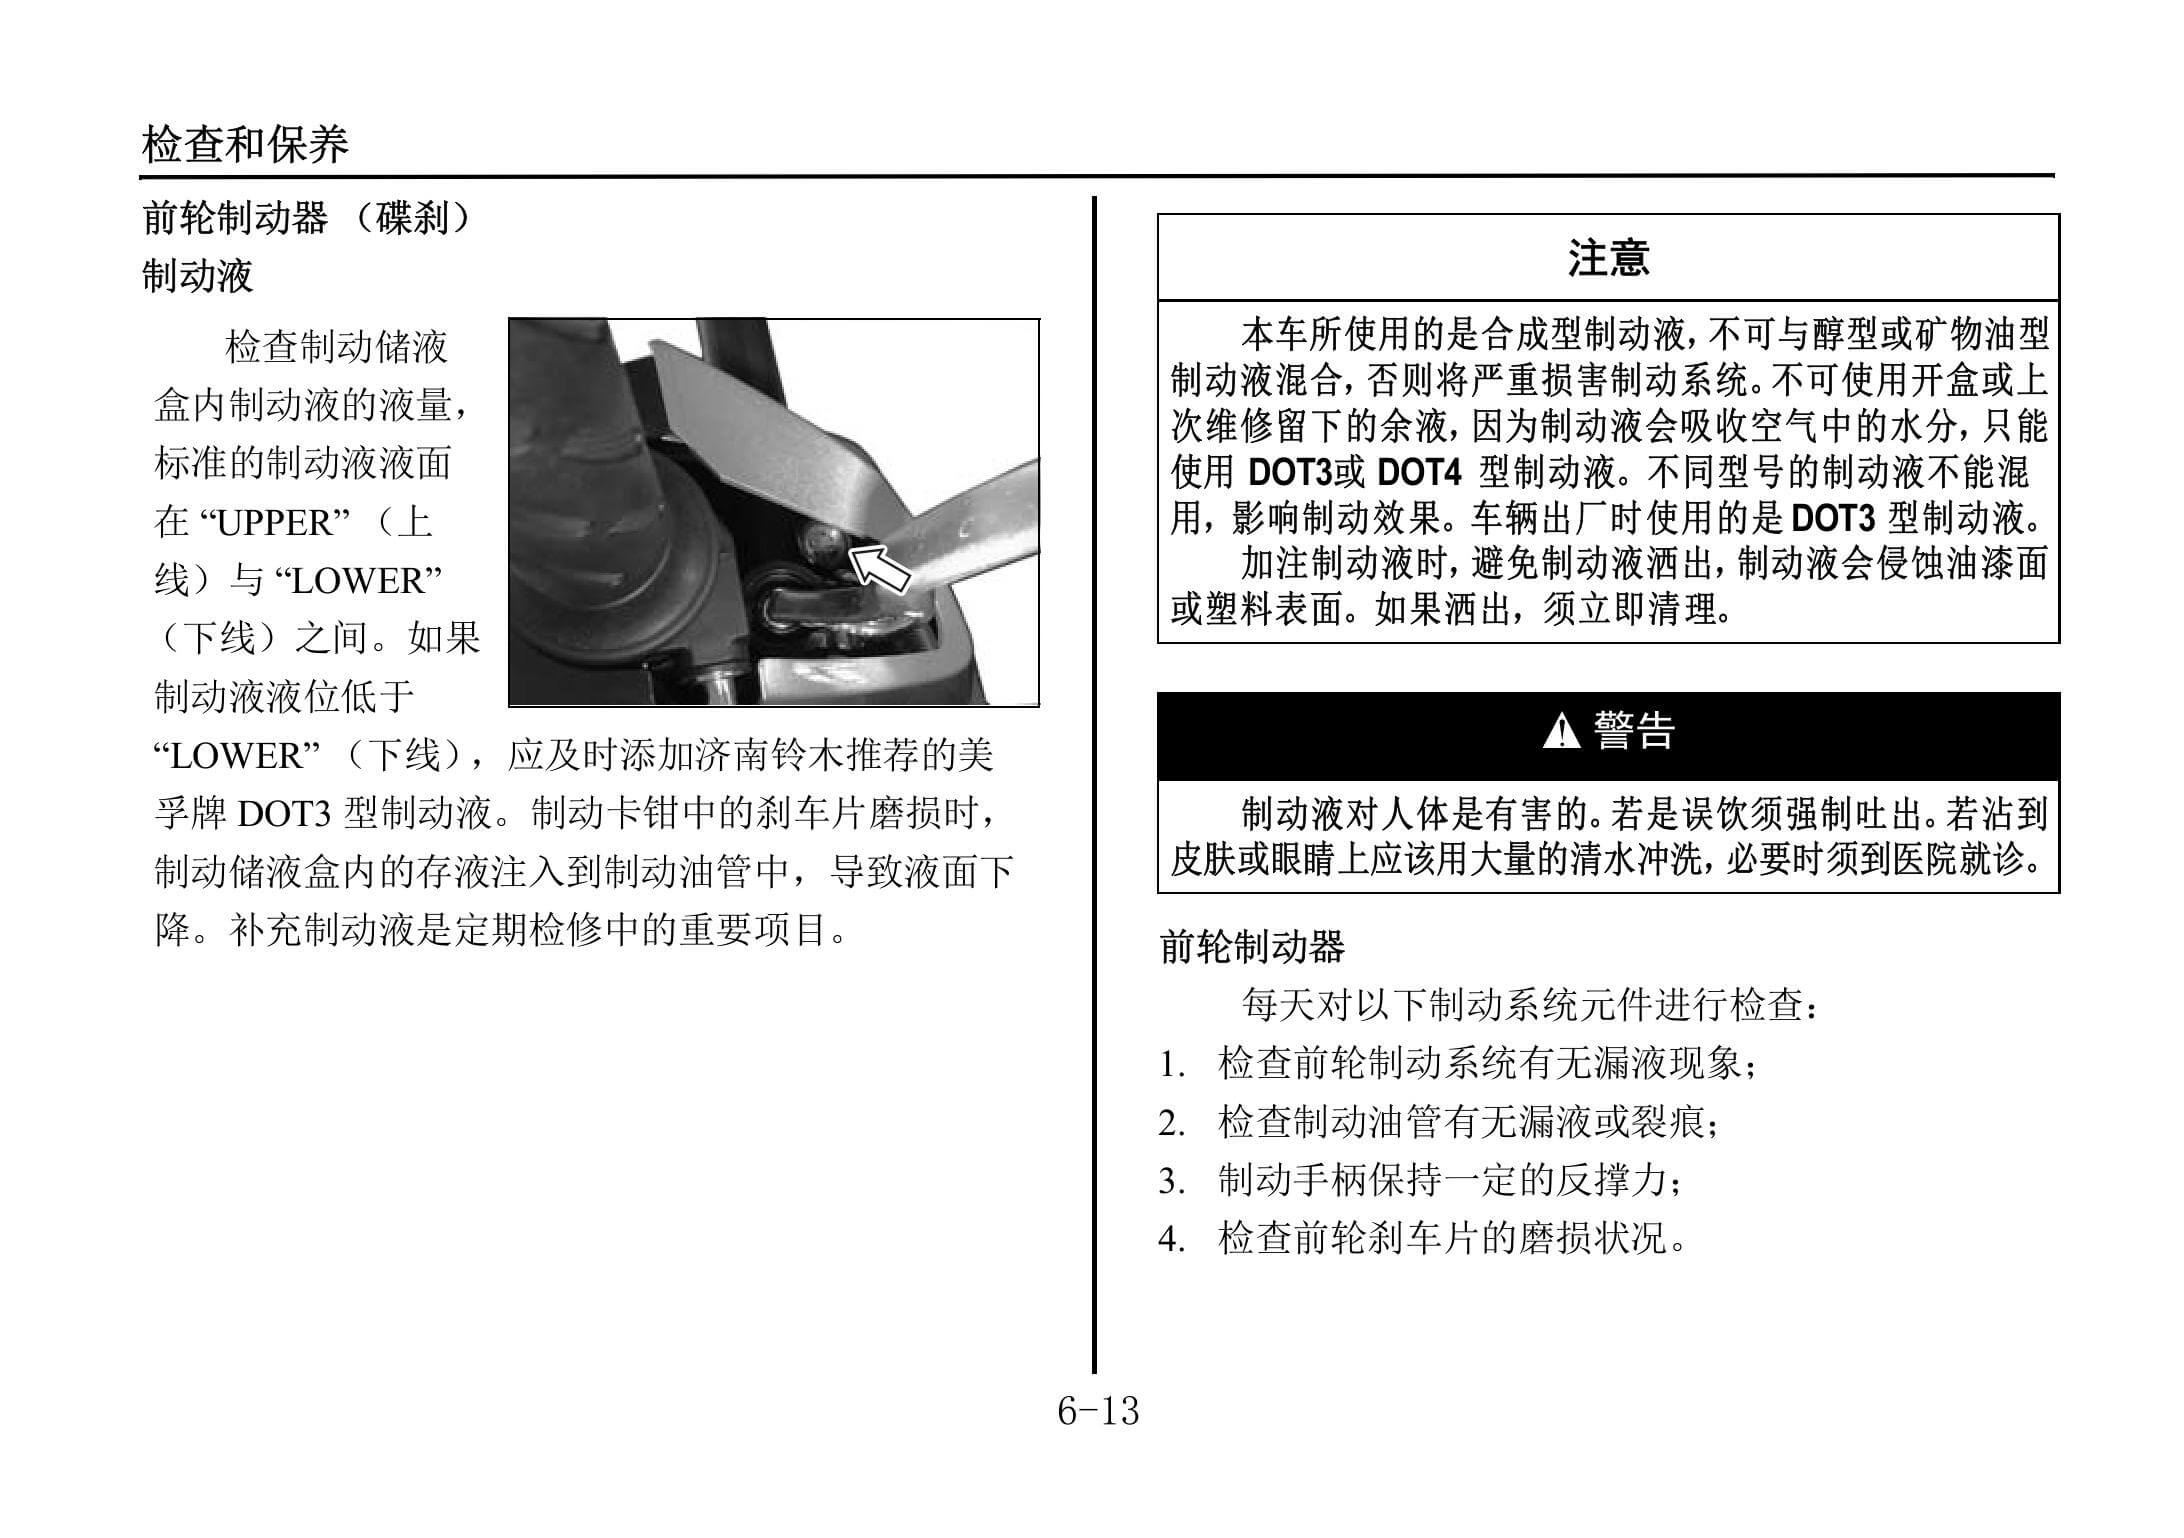 检查和保养
前轮制动器 （碟刹）
制动液
检查制动储液
盒内制动液的液量，
标准的制动液液面
在 “UPPER” （上
线）与 “LOWER”
（下线）之间。如果
制动液液位低于
“LOWER” （下线），应及时添加济南铃木推荐的美
孚牌 DOT3 型制动液。制动卡钳中的刹车片磨损时，
制动储液盒内的存液注入到制动油管中，导致液面下
降。补充制动液是定期检修中的重要项目。
注意
本车所使用的是合成型制动液，不可与醇型或矿物油型
制动液混合，否则将严重损害制动系统。不可使用开盒或上
次维修留下的余液，因为制动液会吸收空气中的水分，只能
使用 DOT3或 DOT4 型制动液。不同型号的制动液不能混
用，影响制动效果。车辆出厂时使用的是 DOT3 型制动液。
加注制动液时，避免制动液洒出，制动液会侵蚀油漆面
或塑料表面。如果洒出，须立即清理。
警告
制动液对人体是有害的。若是误饮须强制吐出。若沾到
皮肤或眼睛上应该用大量的清水冲洗，必要时须到医院就诊。
前轮制动器
每天对以下制动系统元件进行检查：
1. 检查前轮制动系统有无漏液现象；
2. 检查制动油管有无漏液或裂痕；
3. 制动手柄保持一定的反撑力；
4. 检查前轮刹车片的磨损状况。
6-13